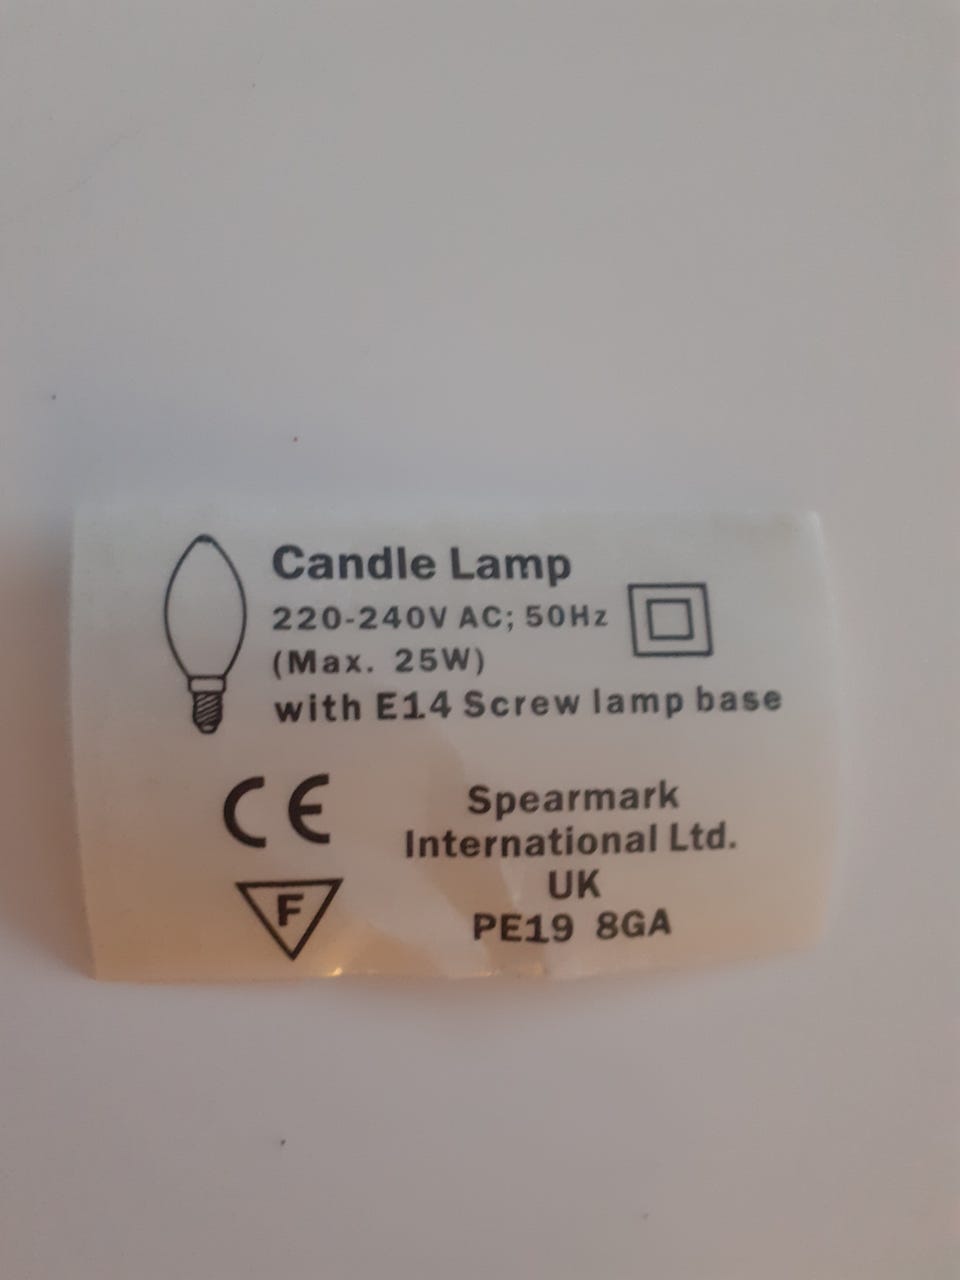 Candle Lamp
220-240V AC; 50Hz
(Max. 25W)
with E14 Screw lamp base
CE
F
Spearmark
International Ltd.
UK
PE19 8GA